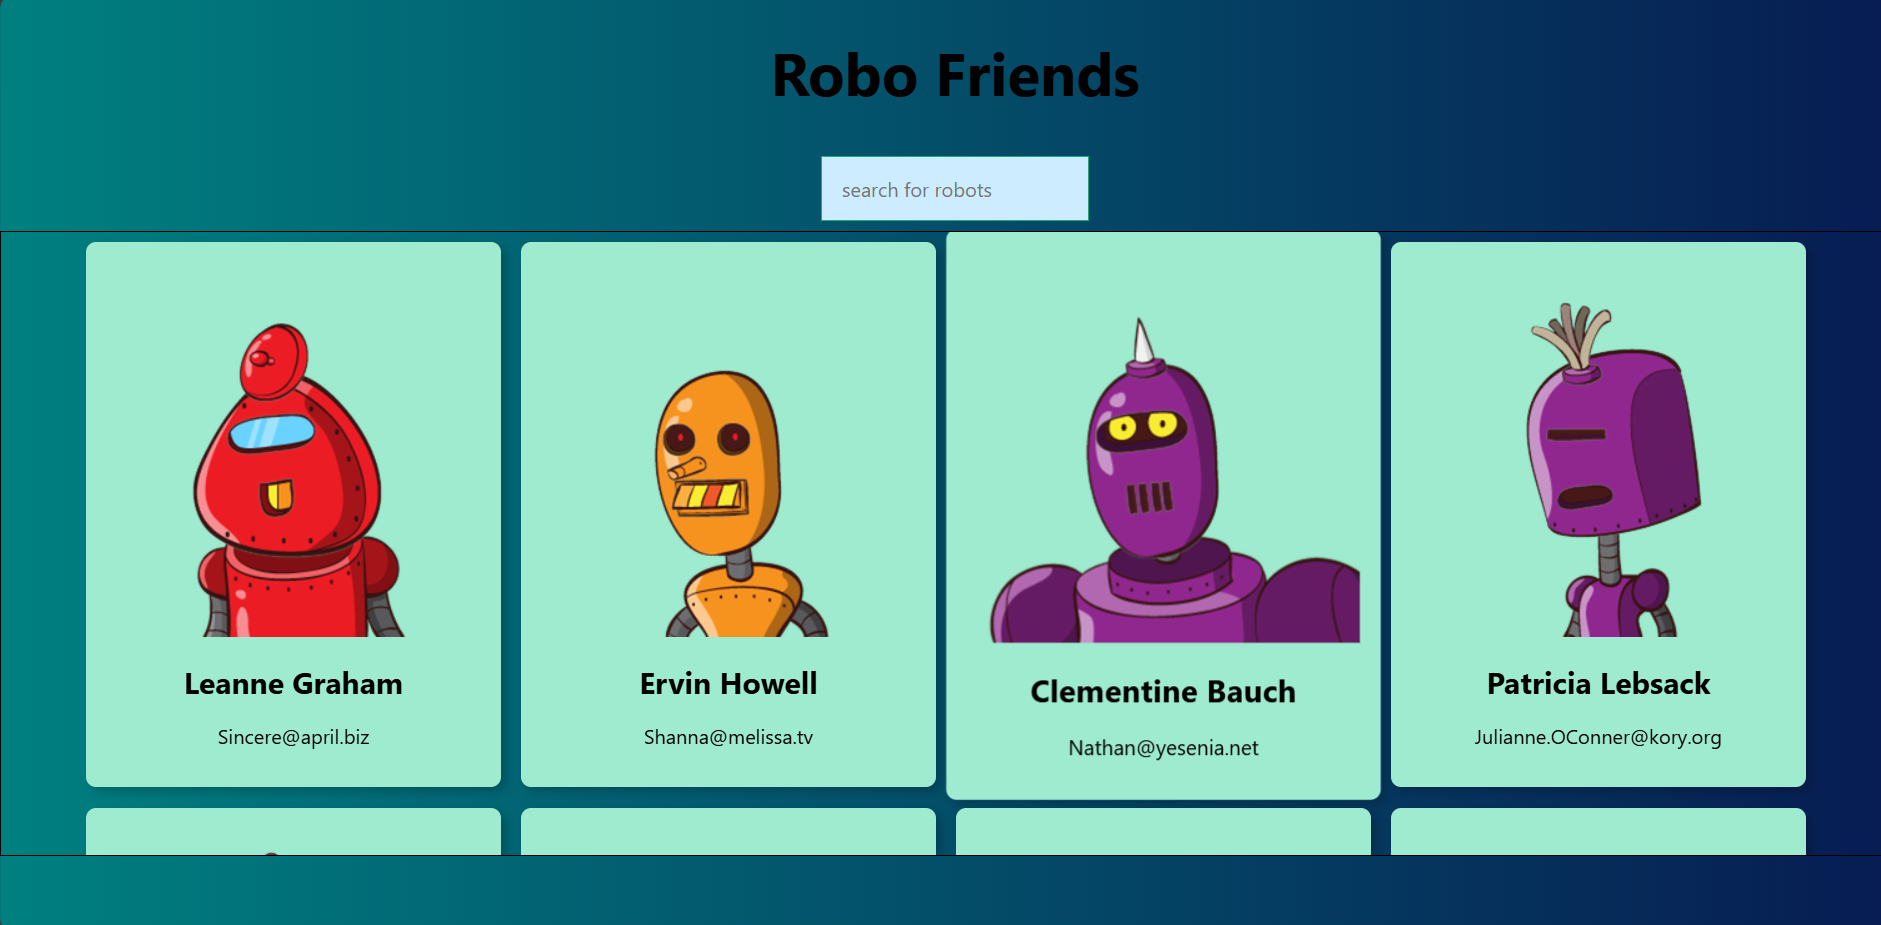 Robo Friends
search for robots
Leanne Graham
Sincere@april.biz
Ervin Howell
Shanna@melissa.tv
Clementine Bauch
Nathan@yesenia.net
Patricia Lebsack
Julianne.OConner@kory.org